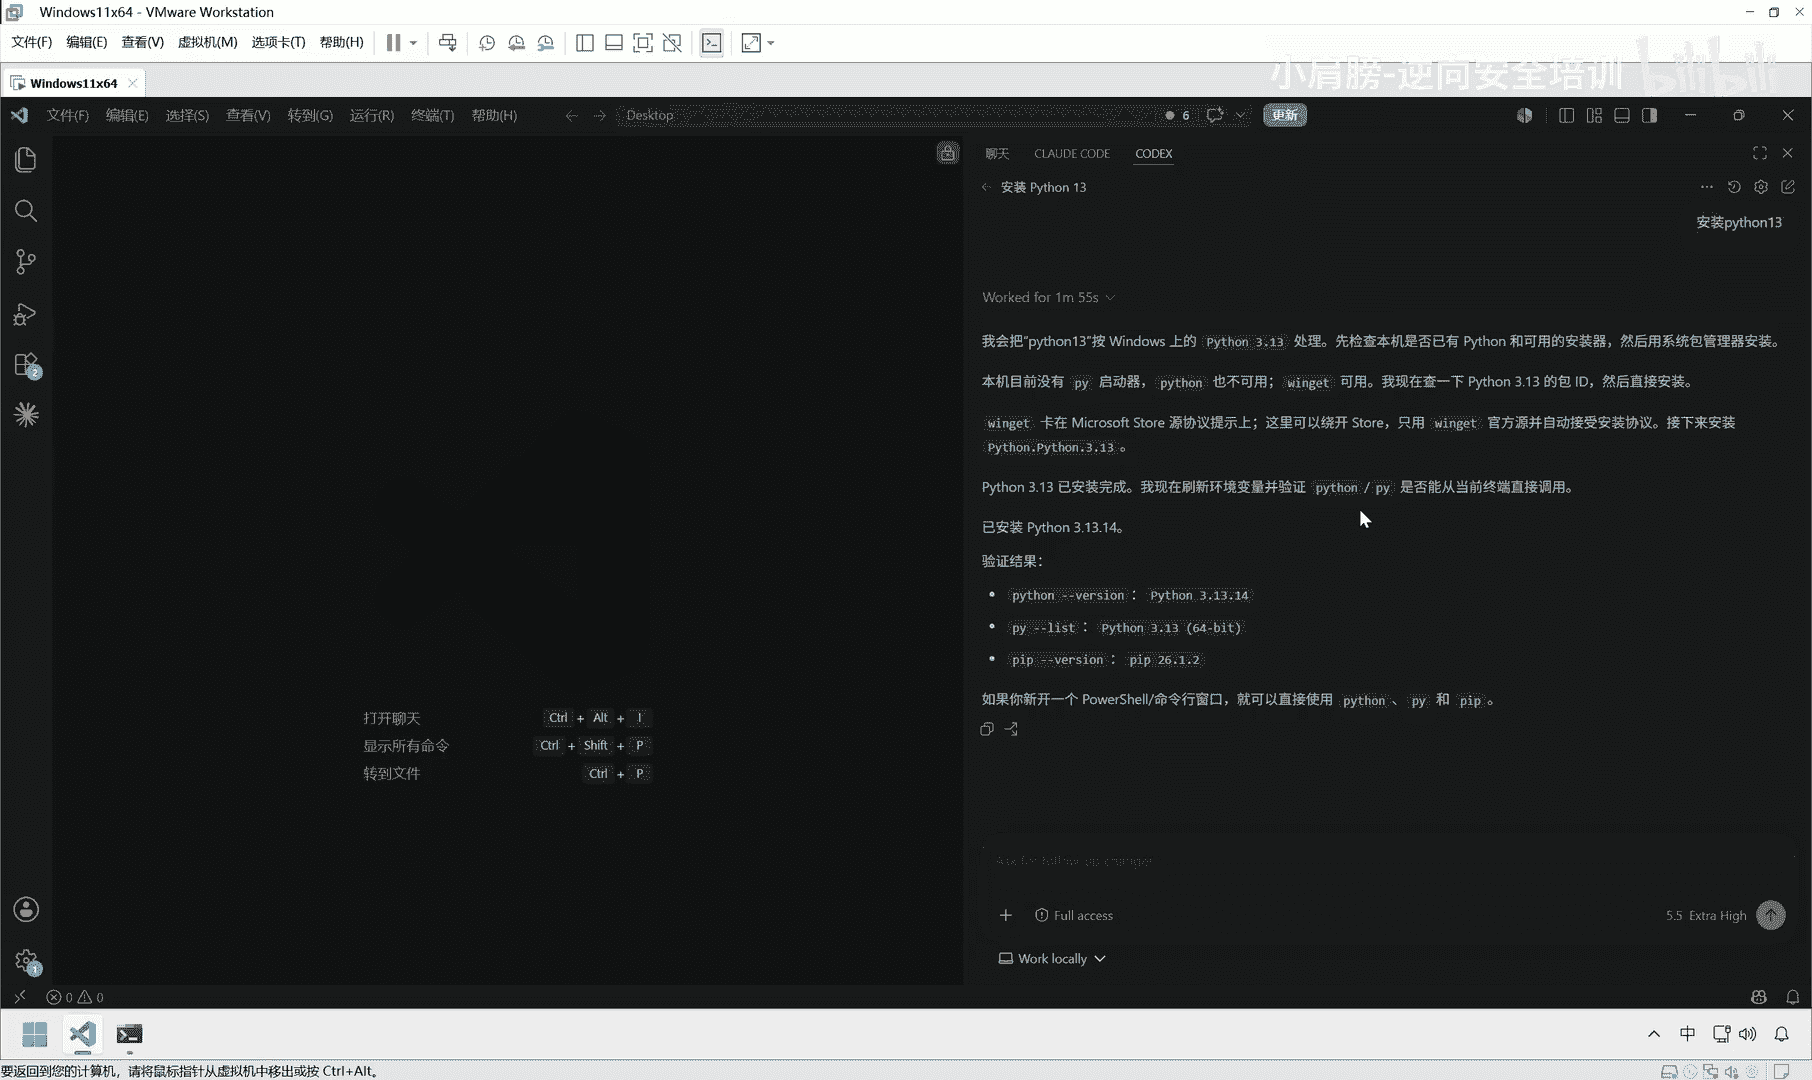 Windows11x64 - VMware Workstation
文件(F) 编辑(E) 查看(V) 虚拟机(M) 选项卡(T) 帮助(H)
小肩膀-逆向安全培训 bilibili
Windows11x64
文件(F) 编辑(E) 选择(S) 查看(V) 转到(G) 运行(R) 终端(T) 帮助(H) Desktop 6 更新
聊天 CLAUDE CODE CODEX
安装 Python 13
安装python13
Worked for 1m 55s
我会把"python13"按 Windows 上的 Python 3.13 处理。先检查本机是否已有 Python 和可用的安装器，然后用系统包管理器安装。
本机目前没有 py 启动器，python 也不可用；winget 可用。我现在查一下 Python 3.13 的包 ID，然后直接安装。
winget 卡在 Microsoft Store 源协议提示上；这里可以绕开 Store，只用 winget 官方源并自动接受安装协议。接下来安装
Python.Python.3.13。
Python 3.13 已安装完成。我现在刷新环境变量并验证 python / py 是否能从当前终端直接调用。
已安装 Python 3.13.14。
验证结果：
• python --version： Python 3.13.14
• py --list： Python 3.13 (64-bit)
• pip --version： pip 26.1.2
如果你新开一个 PowerShell/命令行窗口，就可以直接使用 python、py 和 pip。
打开聊天 Ctrl + Alt + I
显示所有命令 Ctrl + Shift + P
转到文件 Ctrl + P
Ask for follow-up changes
Full access 5.5 Extra High
Work locally
2
1
0 0
中
要返回到您的计算机，请将鼠标指针从虚拟机中移出或按 Ctrl+Alt。